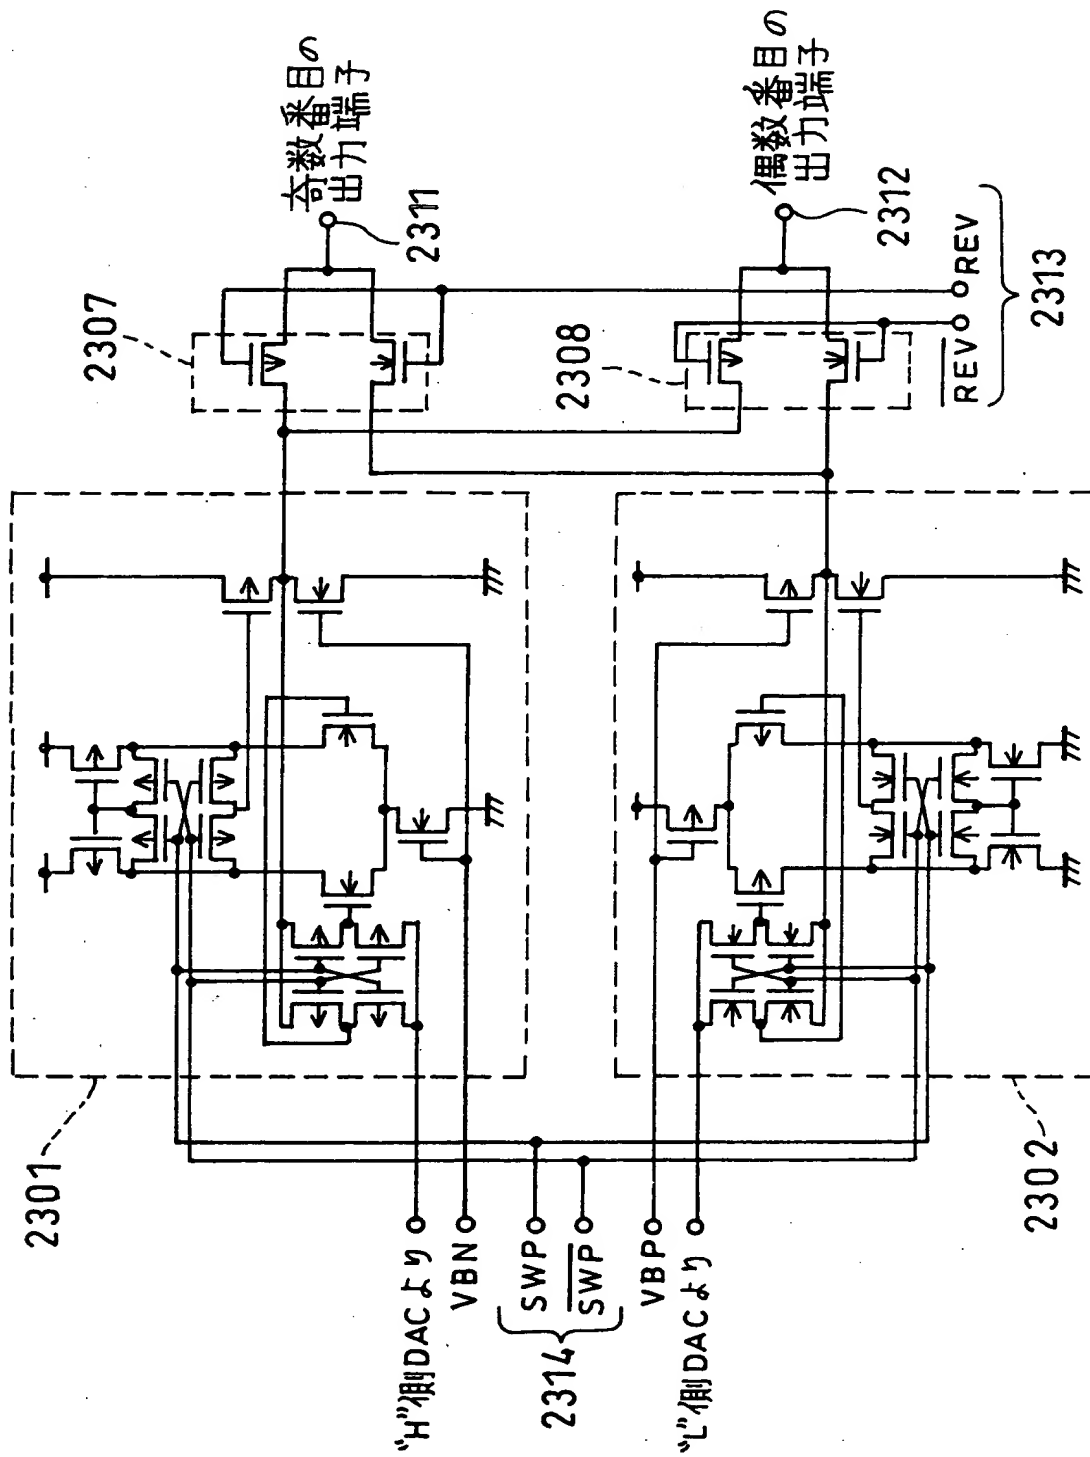 2301
2302
2307
2308
奇数番目の
出力端子
2311
偶数番目の
出力端子
2312
REV
REV
2313
"H"側DACより
VBN
SWP
SWP
2314
VBP
"L"側DACより